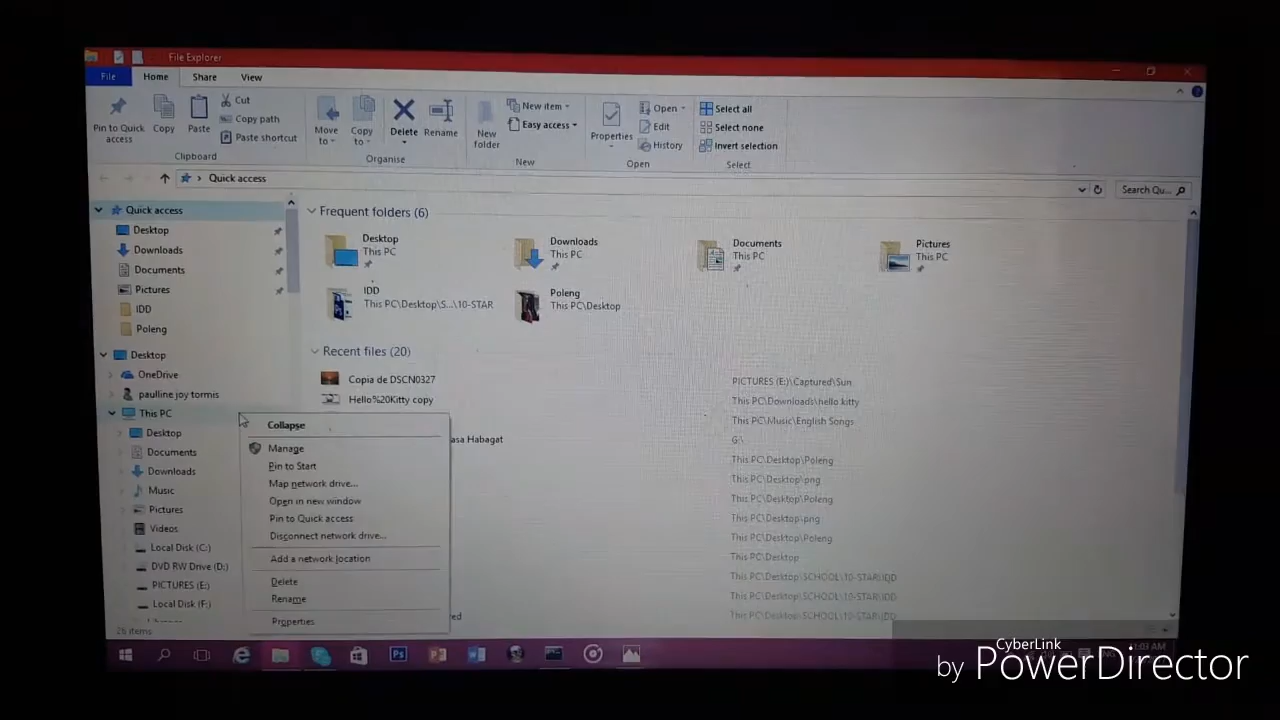 File Explorer
File Home Share View
Pin to Quick access
Copy
Paste
Cut
Copy path
Paste shortcut
Clipboard
Move to
Copy to
Delete
Rename
Organise
New folder
New item
Easy access
New
Properties
Open
Edit
History
Open
Select all
Select none
Invert selection
Select
Quick access
Search Qu...
Quick access
Desktop
Downloads
Documents
Pictures
IDD
Poleng
Desktop
OneDrive
paulline joy tormis
This PC
Desktop
Documents
Downloads
Music
Pictures
Videos
Local Disk (C:)
DVD RW Drive (D:)
PICTURES (E:)
Local Disk (F:)
Frequent folders (6)
Desktop
This PC
Downloads
This PC
Documents
This PC
Pictures
This PC
IDD
This PC\Desktop\S...\10-STAR
Poleng
This PC\Desktop
Recent files (20)
Copia de DSCN0327
PICTURES (E:)\Captured\Sun
Hello%20Kitty copy
This PC\Downloads\hello kitty
This PC\Music\English Songs
asa Habagat
G:\
This PC\Desktop\Poleng
This PC\Desktop\png
This PC\Desktop\Poleng
This PC\Desktop\png
This PC\Desktop\Poleng
This PC\Desktop
This PC\Desktop\SCHOOL\10-STAR\IDD
This PC\Desktop\SCHOOL\10-STAR\IDD
This PC\Desktop\SCHOOL\10-STAR\IDD
Collapse
Manage
Pin to Start
Map network drive...
Open in new window
Pin to Quick access
Disconnect network drive...
Add a network location
Delete
Rename
Properties
26 items
Ps
CyberLink
by PowerDirector